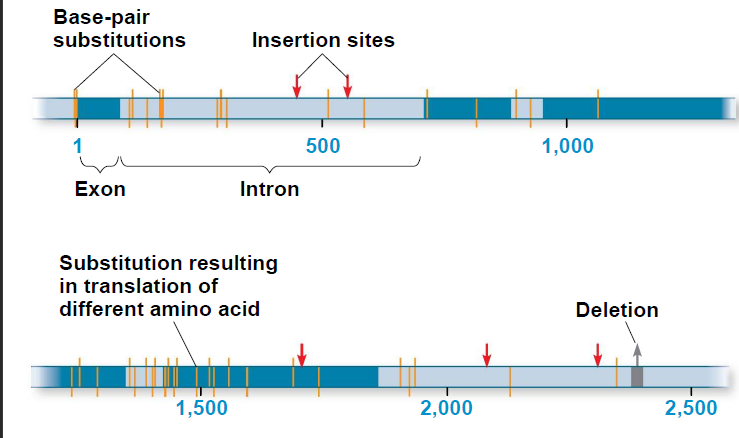 Base-pair
substitutions
Insertion sites
1
500
1,000
Exon
Intron
Substitution resulting
in translation of
different amino acid
Deletion
1,500
2,000
2,500